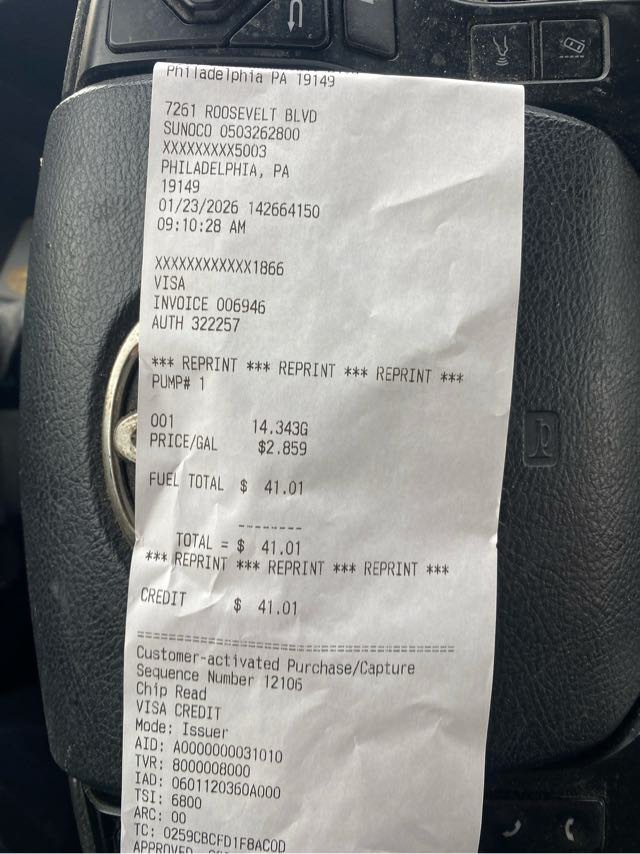 Philadelphia PA 19149
7261 ROOSEVELT BLVD
SUNOCO 0503262800
XXXXXXXXX5003
PHILADELPHIA, PA
19149
01/23/2026 142664150
09:10:28 AM
XXXXXXXXXXXX1866
VISA
INVOICE 006946
AUTH 322257
*** REPRINT *** REPRINT *** REPRINT ***
PUMP# 1
001 14.343G
PRICE/GAL $2.859
FUEL TOTAL $ 41.01
---------
TOTAL = $ 41.01
*** REPRINT *** REPRINT *** REPRINT ***
CREDIT $ 41.01
========================================
Customer-activated Purchase/Capture
Sequence Number 12106
Chip Read
VISA CREDIT
Mode: Issuer
AID: A0000000031010
TVR: 8000008000
IAD: 0601120360A000
TSI: 6800
ARC: 00
TC: 0259CBCFD1F8AC0D
APPROVED